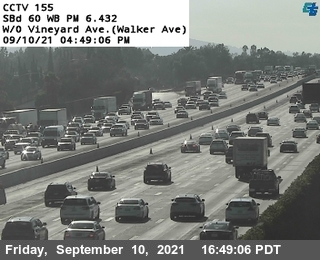 CCTV 155
SBd 60 WB PM 6.432
W/O Vineyard Ave.(Walker Ave)
09/10/21 04:49:06 PM
Friday, September 10, 2021 16:49:06 PDT